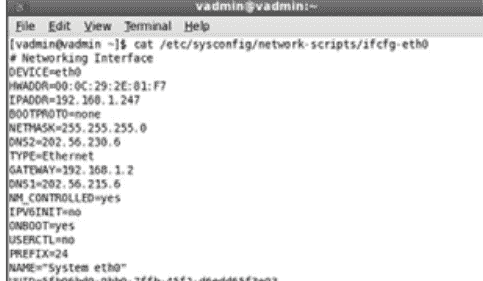 vadmin@vadmin:~
File Edit View Terminal Help
[vadmin@vadmin ~]$ cat /etc/sysconfig/network-scripts/ifcfg-eth0
# Networking Interface
DEVICE=eth0
HWADDR=00:0C:29:2E:81:F7
IPADDR=192.168.1.247
BOOTPROTO=none
NETMASK=255.255.255.0
DNS2=202.56.230.6
TYPE=Ethernet
GATEWAY=192.168.1.2
DNS1=202.56.215.6
NM_CONTROLLED=yes
IPV6INIT=no
ONBOOT=yes
USERCTL=no
PREFIX=24
NAME="System eth0"